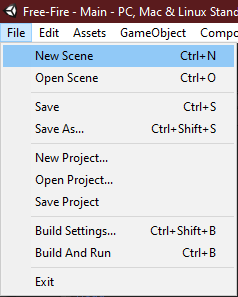 Free-Fire - Main - PC, Mac & Linux Stand
File Edit Assets GameObject Compo
New Scene Ctrl+N
Open Scene Ctrl+O
Save Ctrl+S
Save As... Ctrl+Shift+S
New Project...
Open Project...
Save Project
Build Settings... Ctrl+Shift+B
Build And Run Ctrl+B
Exit